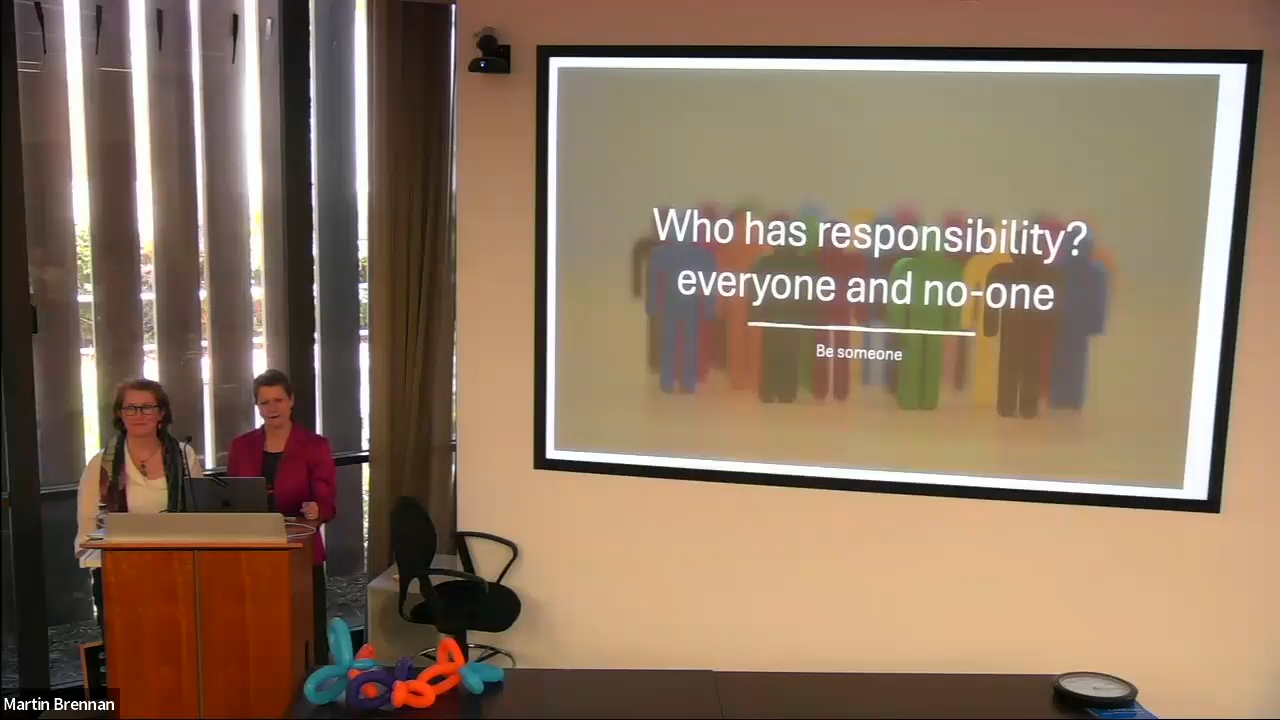 Who has responsibility?
everyone and no-one
Be someone
Martin Brennan